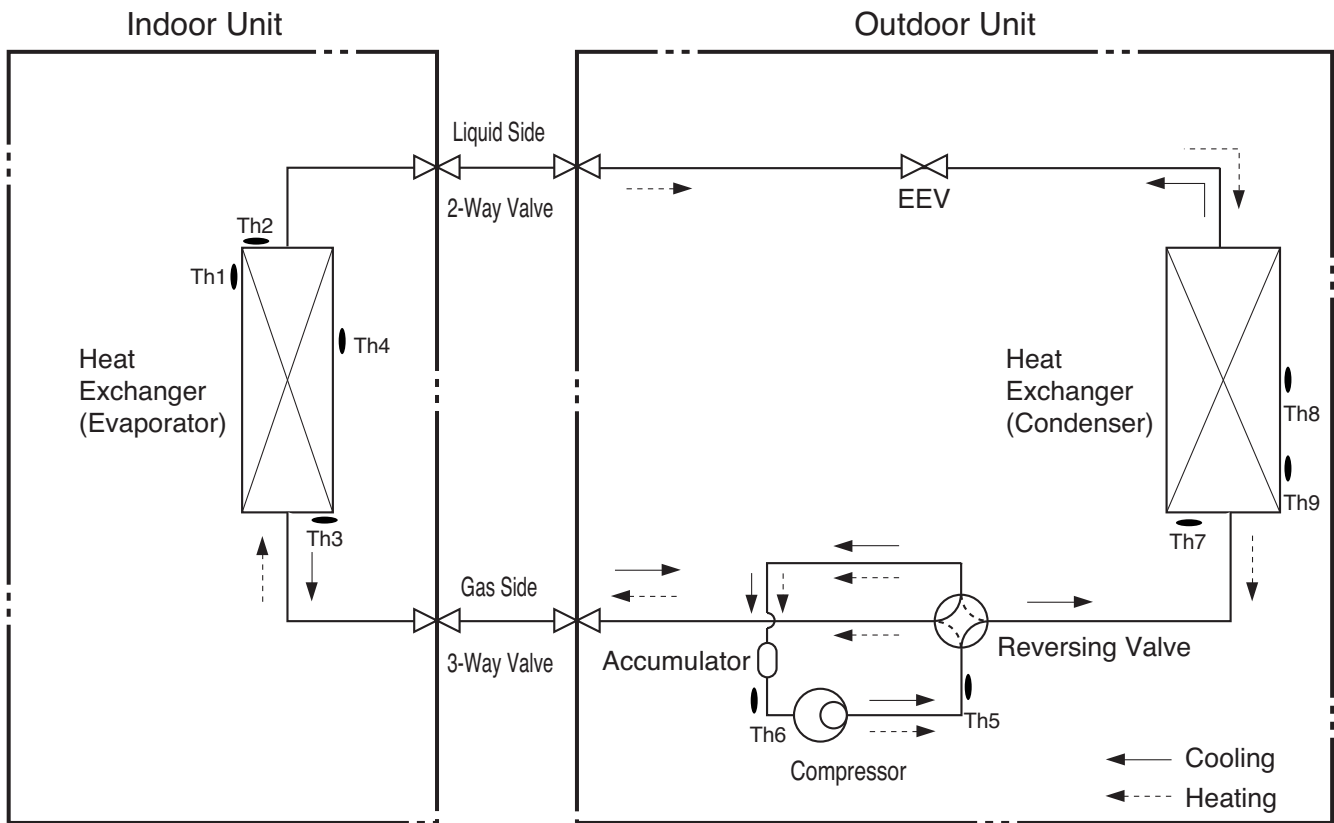 Indoor Unit
Outdoor Unit
Liquid Side
2-Way Valve
EEV
Th2
Th1
Th4
Heat
Exchanger
(Evaporator)
Th3
Heat
Exchanger
(Condenser)
Th8
Th9
Th7
Gas Side
3-Way Valve
Accumulator
Reversing Valve
Th6
Th5
Compressor
Cooling
Heating